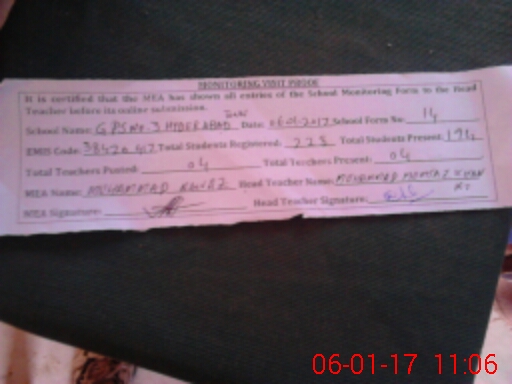 MONITORING VISIT PROOF
It is certified that the MEA has shown all entries of the School Monitoring Form to the Head
Teacher before its online submission.
School Name: G PS No. 3 HYDERABAD Date: 06-01-2017 School Form No: 14
EMIS Code: 38420 Total Students Registered: 228 Total Students Present: 194
Total Teachers Posted: 04 Total Teachers Present: 04
MEA Name: MUHAMMAD Head Teacher Name: MUHAMMAD MUMTAZ KHAN
MEA Signature: Head Teacher Signature:
06-01-17 11:06